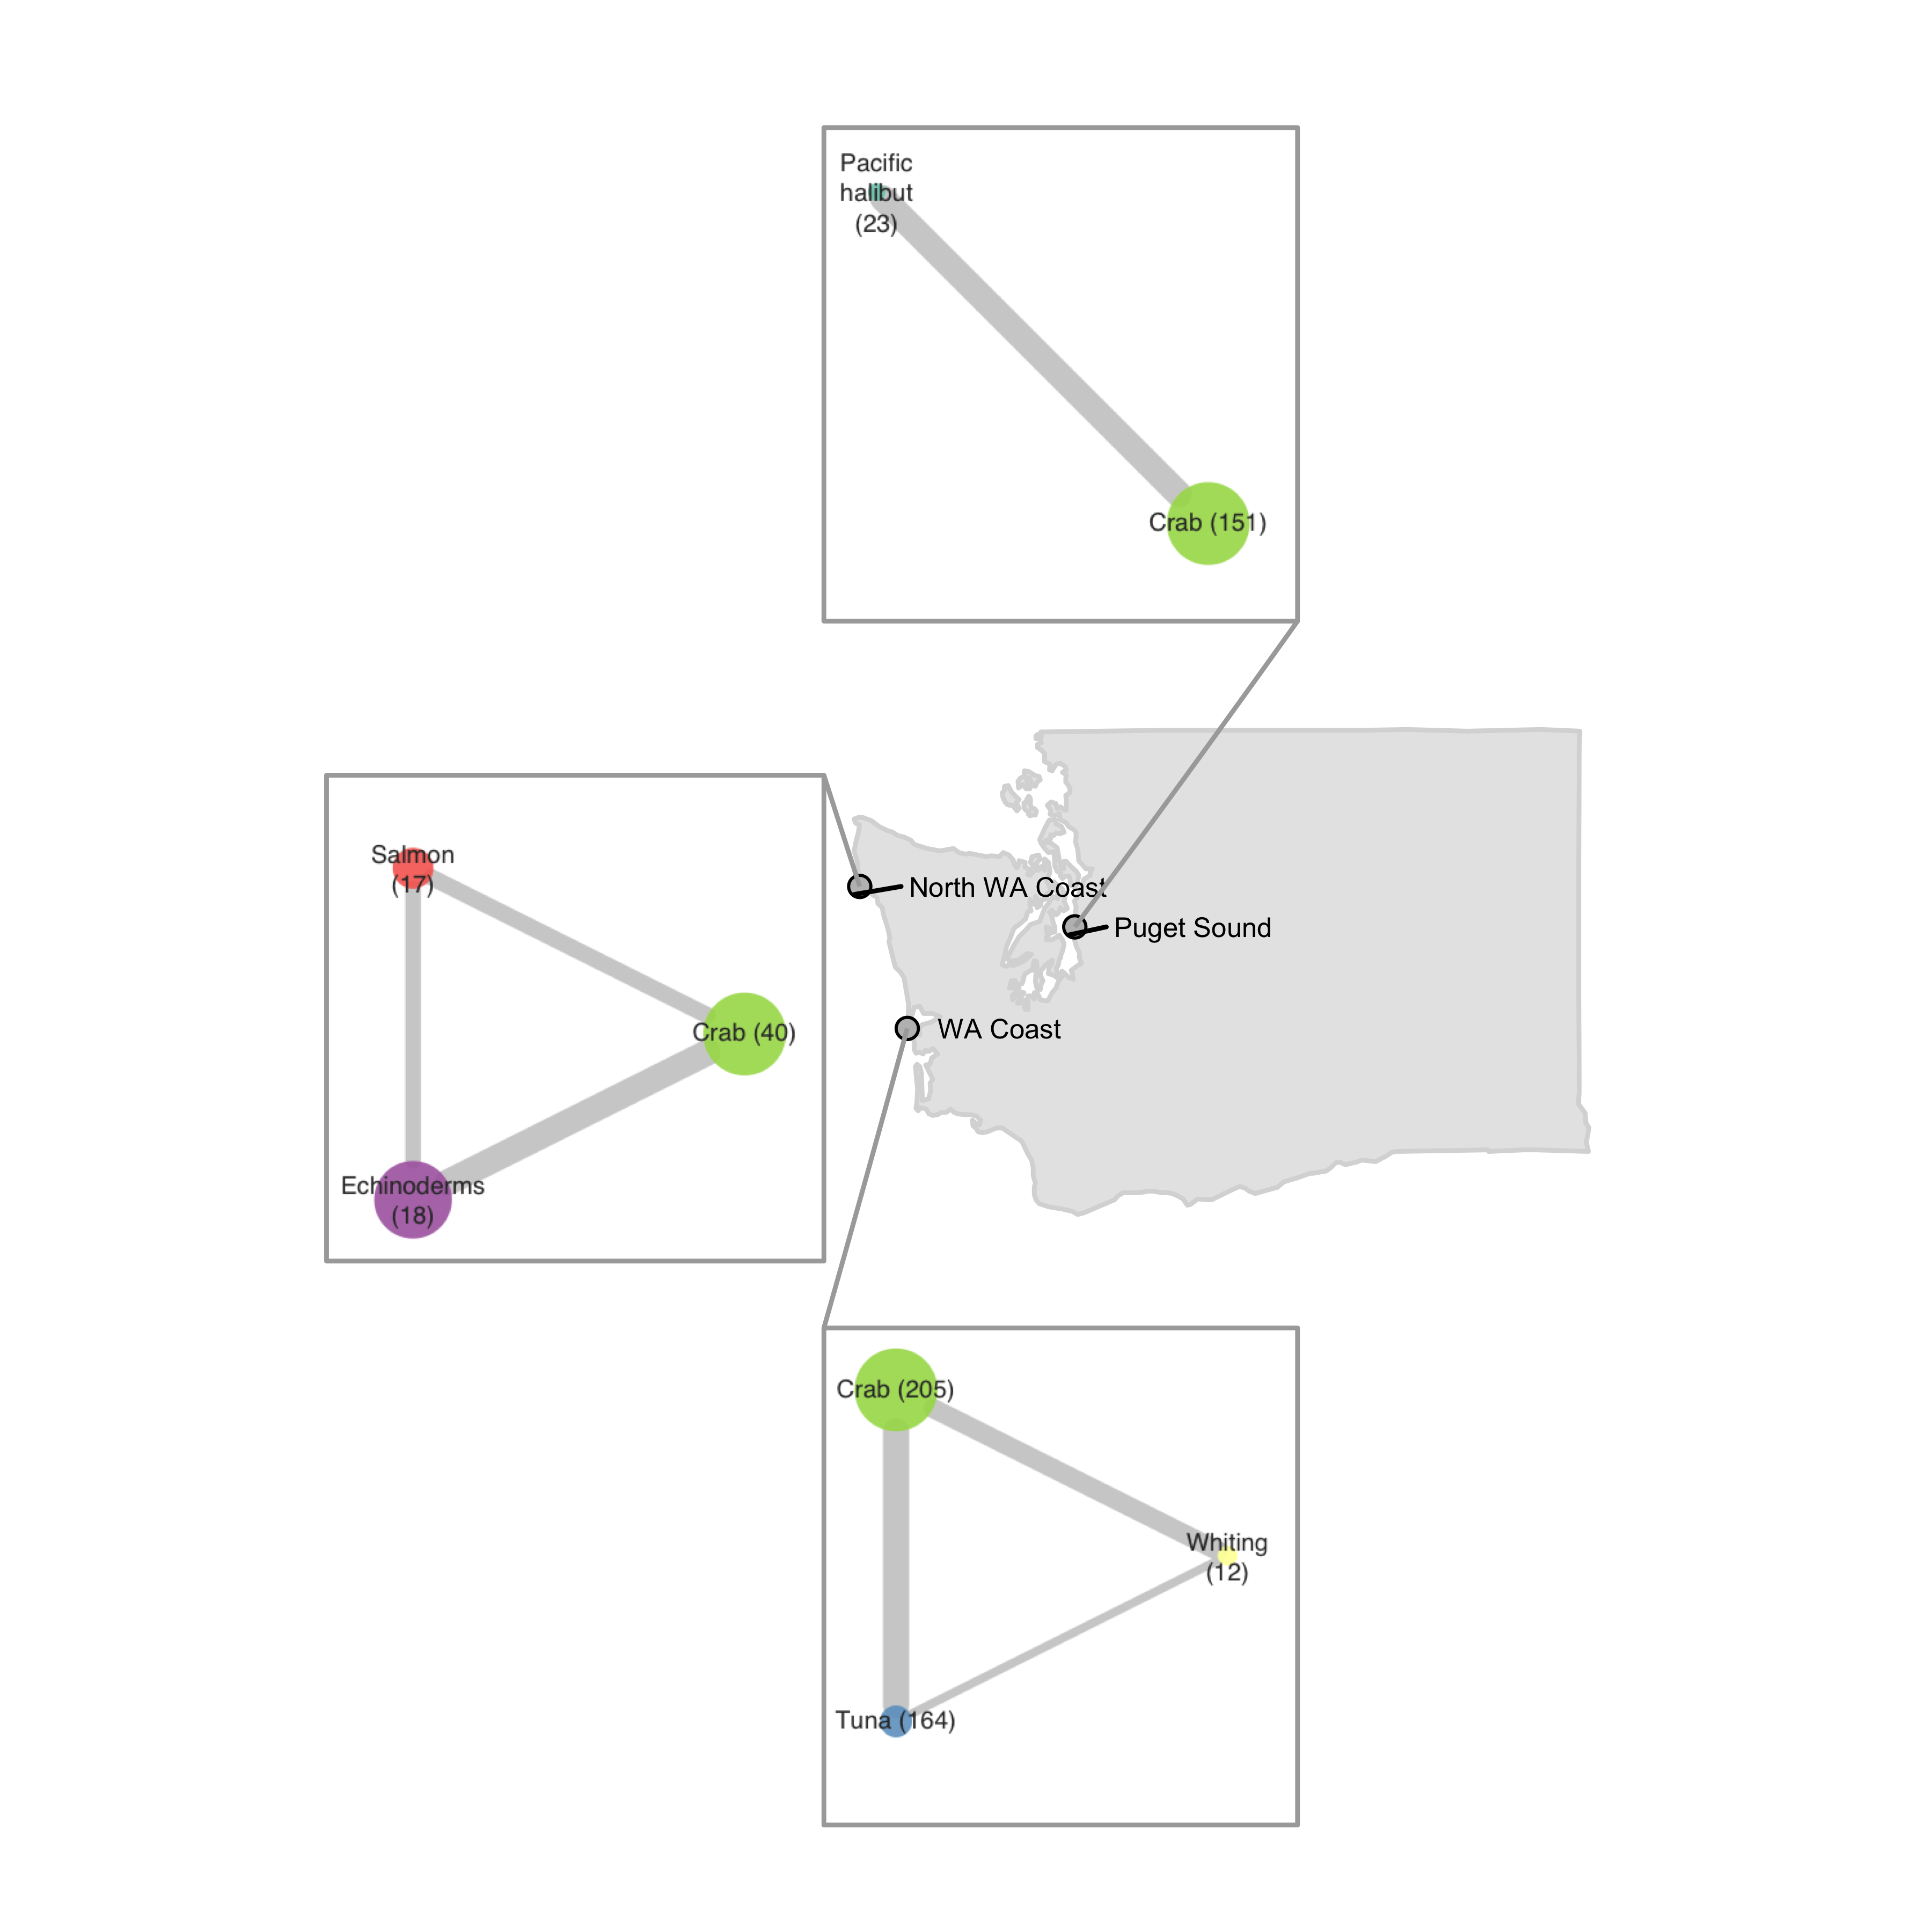 Pacific
halibut
(23)
Crab (151)
Salmon
(17)
Crab (40)
Echinoderms
(18)
North WA Coast
Puget Sound
WA Coast
Crab (205)
Whiting
(12)
Tuna (164)